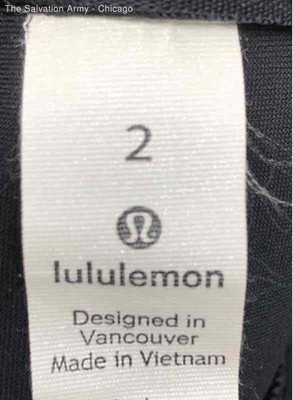 The Salvation Army - Chicago
2
lululemon
Designed in
Vancouver
Made in Vietnam